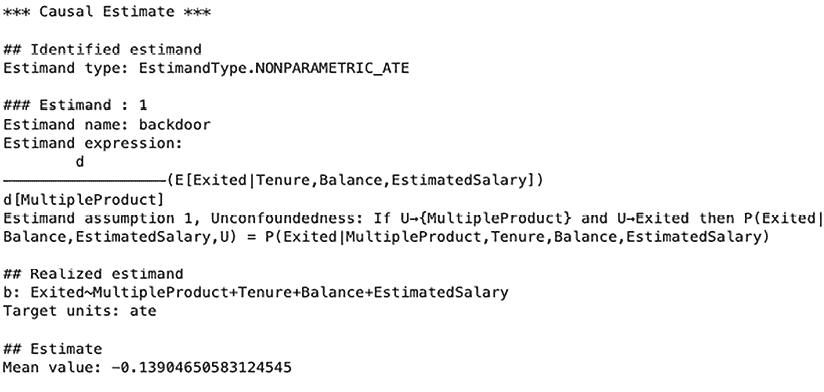 *** Causal Estimate ***
## Identified estimand
Estimand type: EstimandType.NONPARAMETRIC_ATE
### Estimand : 1
Estimand name: backdoor
Estimand expression:
d
──────────────────(E[Exited|Tenure,Balance,EstimatedSalary])
d[MultipleProduct]
Estimand assumption 1, Unconfoundedness: If U→{MultipleProduct} and U→Exited then P(Exited|
Balance,EstimatedSalary,U) = P(Exited|MultipleProduct,Tenure,Balance,EstimatedSalary)
## Realized estimand
b: Exited~MultipleProduct+Tenure+Balance+EstimatedSalary
Target units: ate
## Estimate
Mean value: -0.13904650583124545